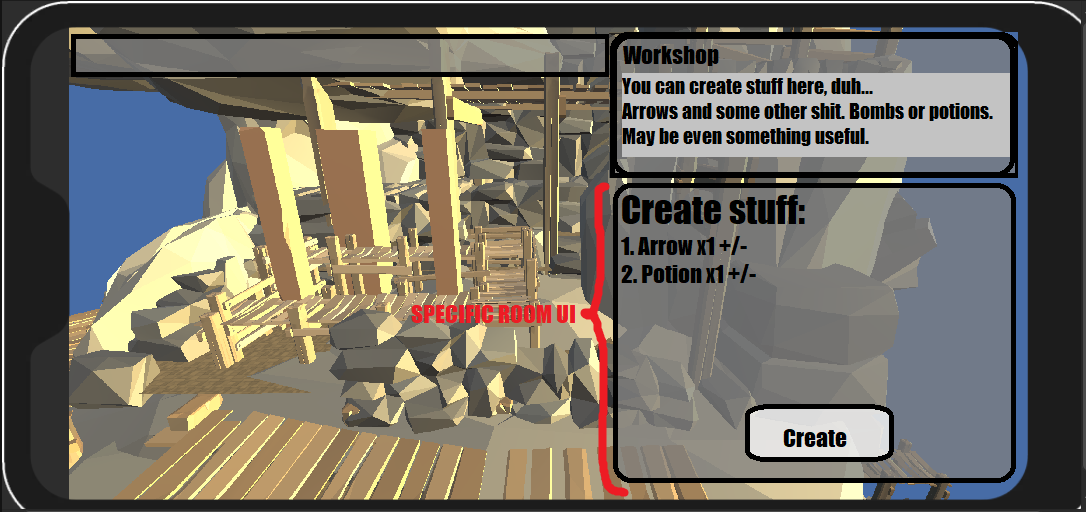 Workshop
You can create stuff here, duh...
Arrows and some other shit. Bombs or potions.
May be even something useful.
Create stuff:
1. Arrow x1 +/-
2. Potion x1 +/-
SPECIFIC ROOM UI
Create